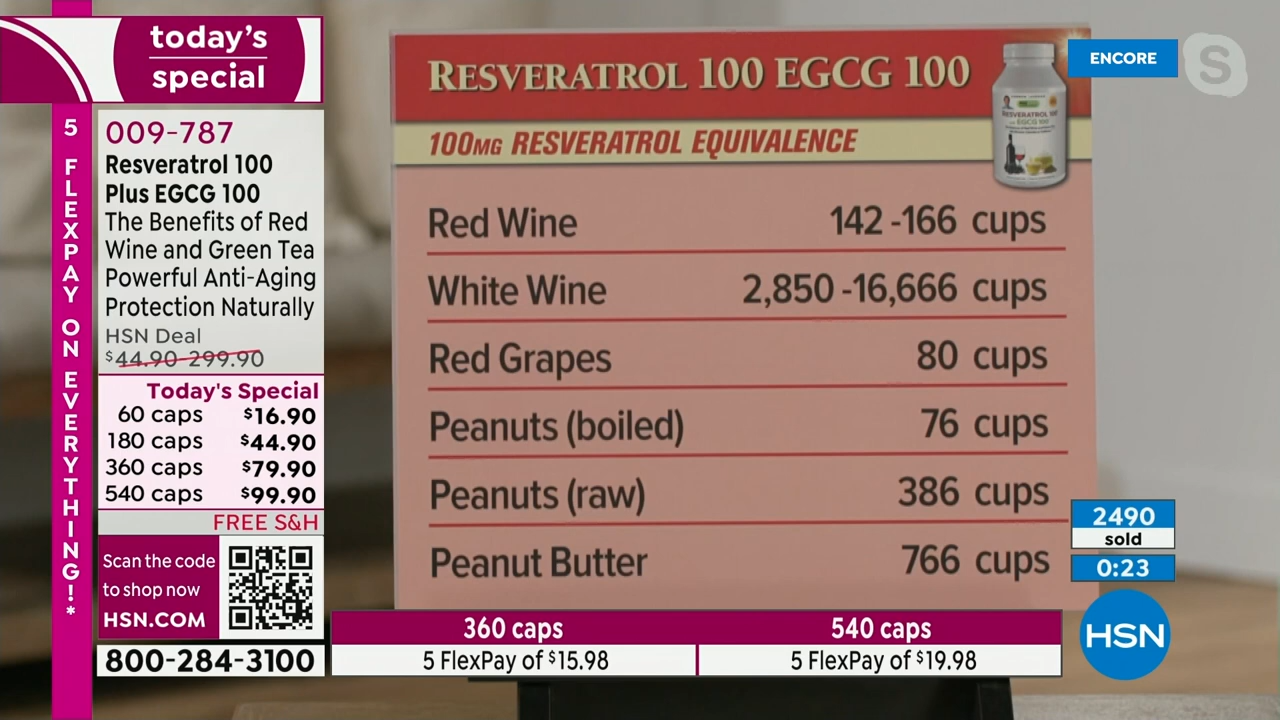 today's
special
5 FLEXPAY ON EVERYTHING!*
009-787
Resveratrol 100
Plus EGCG 100
The Benefits of Red
Wine and Green Tea
Powerful Anti-Aging
Protection Naturally
HSN Deal
$44.90-299.90
Today's Special
60 caps $16.90
180 caps $44.90
360 caps $79.90
540 caps $99.90
FREE S&H
Scan the code
to shop now
HSN.COM
800-284-3100
RESVERATROL 100 EGCG 100
100MG RESVERATROL EQUIVALENCE
Red Wine 142 -166 cups
White Wine 2,850 -16,666 cups
Red Grapes 80 cups
Peanuts (boiled) 76 cups
Peanuts (raw) 386 cups
Peanut Butter 766 cups
RESVERATROL 100
EGCG 100
ENCORE
S
2490
sold
0:23
HSN
360 caps
5 FlexPay of $15.98
540 caps
5 FlexPay of $19.98